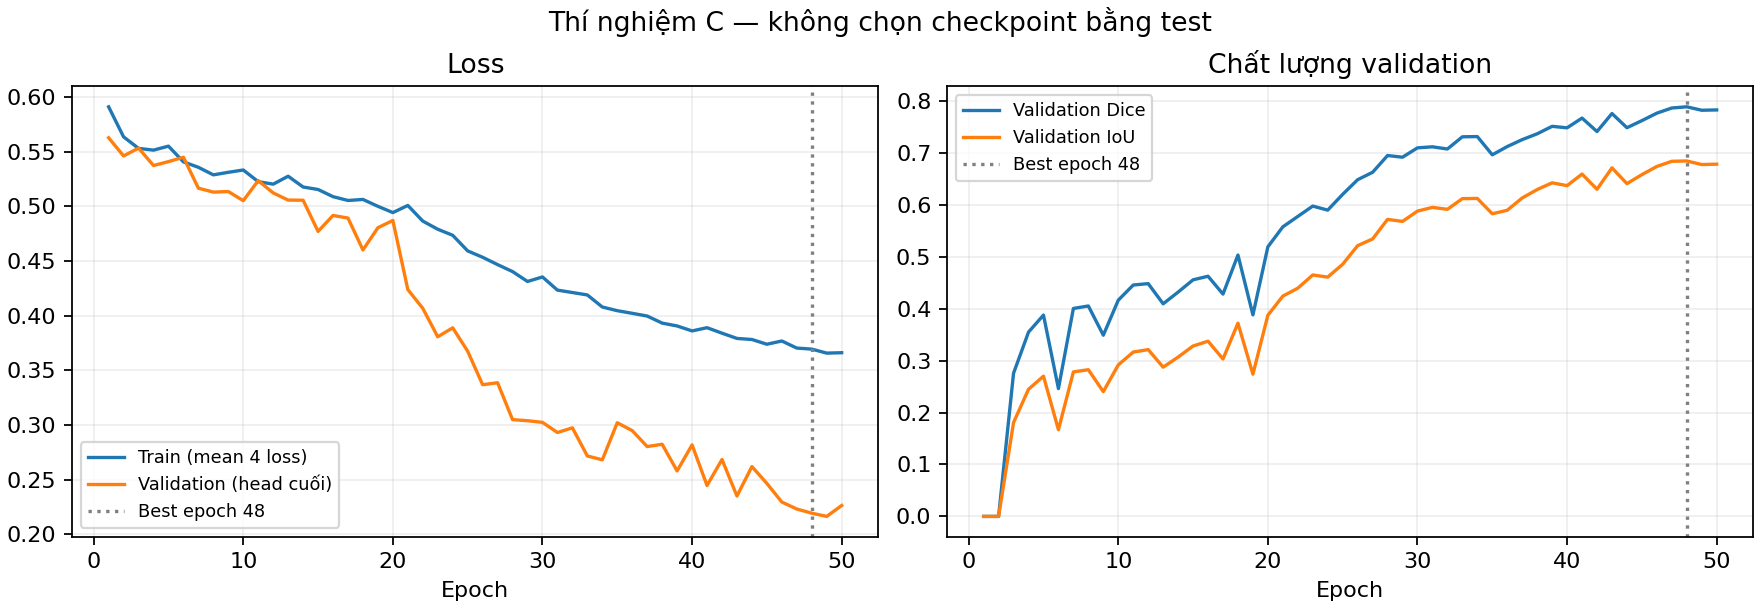 Thí nghiệm C — không chọn checkpoint bằng test
Loss
0.60
0.55
0.50
0.45
0.40
0.35
0.30
0.25
0.20
Train (mean 4 loss)
Validation (head cuối)
Best epoch 48
0
10
20
30
40
50
Epoch
Chất lượng validation
0.8
0.7
0.6
0.5
0.4
0.3
0.2
0.1
0.0
Validation Dice
Validation IoU
Best epoch 48
0
10
20
30
40
50
Epoch